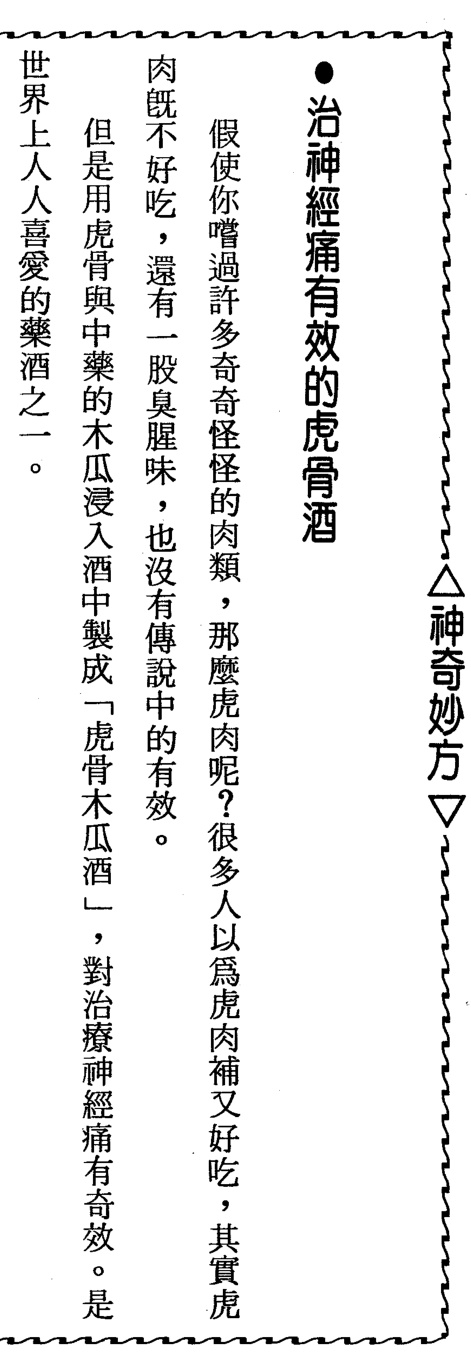 △神奇妙方▽
●治神經痛有效的虎骨酒
假使你嚐過許多奇奇怪怪的肉類，那麼虎肉呢？很多人以爲虎肉補又好吃，其實虎
肉旣不好吃，還有一股臭腥味，也沒有傳說中的有效。
但是用虎骨與中藥的木瓜浸入酒中製成「虎骨木瓜酒」，對治療神經痛有奇效。是
世界上人人喜愛的藥酒之一。